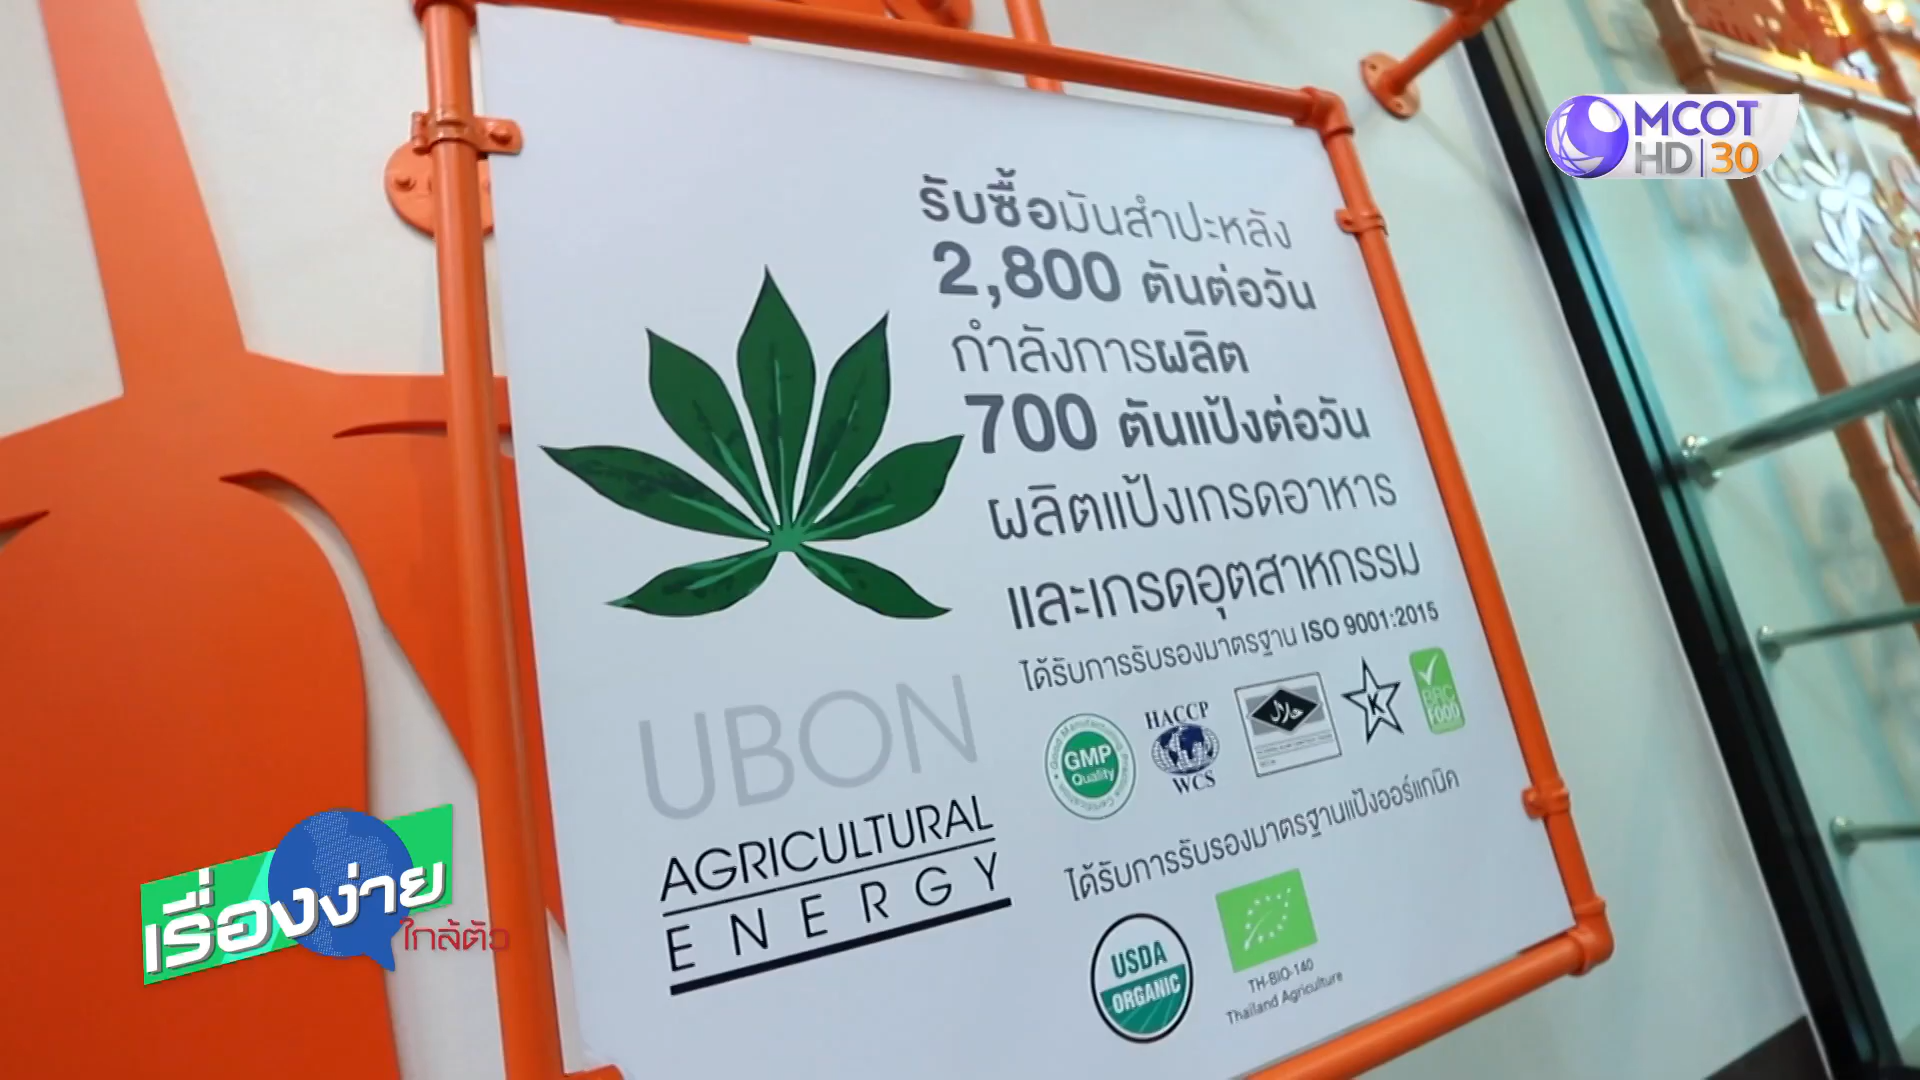 MCOT
HD 30
รับซื้อมันสำปะหลัง
2,800 ตันต่อวัน
กำลังการผลิต
700 ตันแป้งต่อวัน
ผลิตแป้งเกรดอาหาร
และเกรดอุตสาหกรรม
ได้รับการรับรองมาตรฐาน ISO 9001:2015
GMP
Quality
HACCP
WCS
حلال
K
BRC
FOOD
ได้รับการรับรองมาตรฐานแป้งออร์แกนิค
USDA
ORGANIC
TH-BIO-140
Thailand Agriculture
UBON
AGRICULTURAL
ENERGY
เรื่องง่าย
ใกล้ตัว